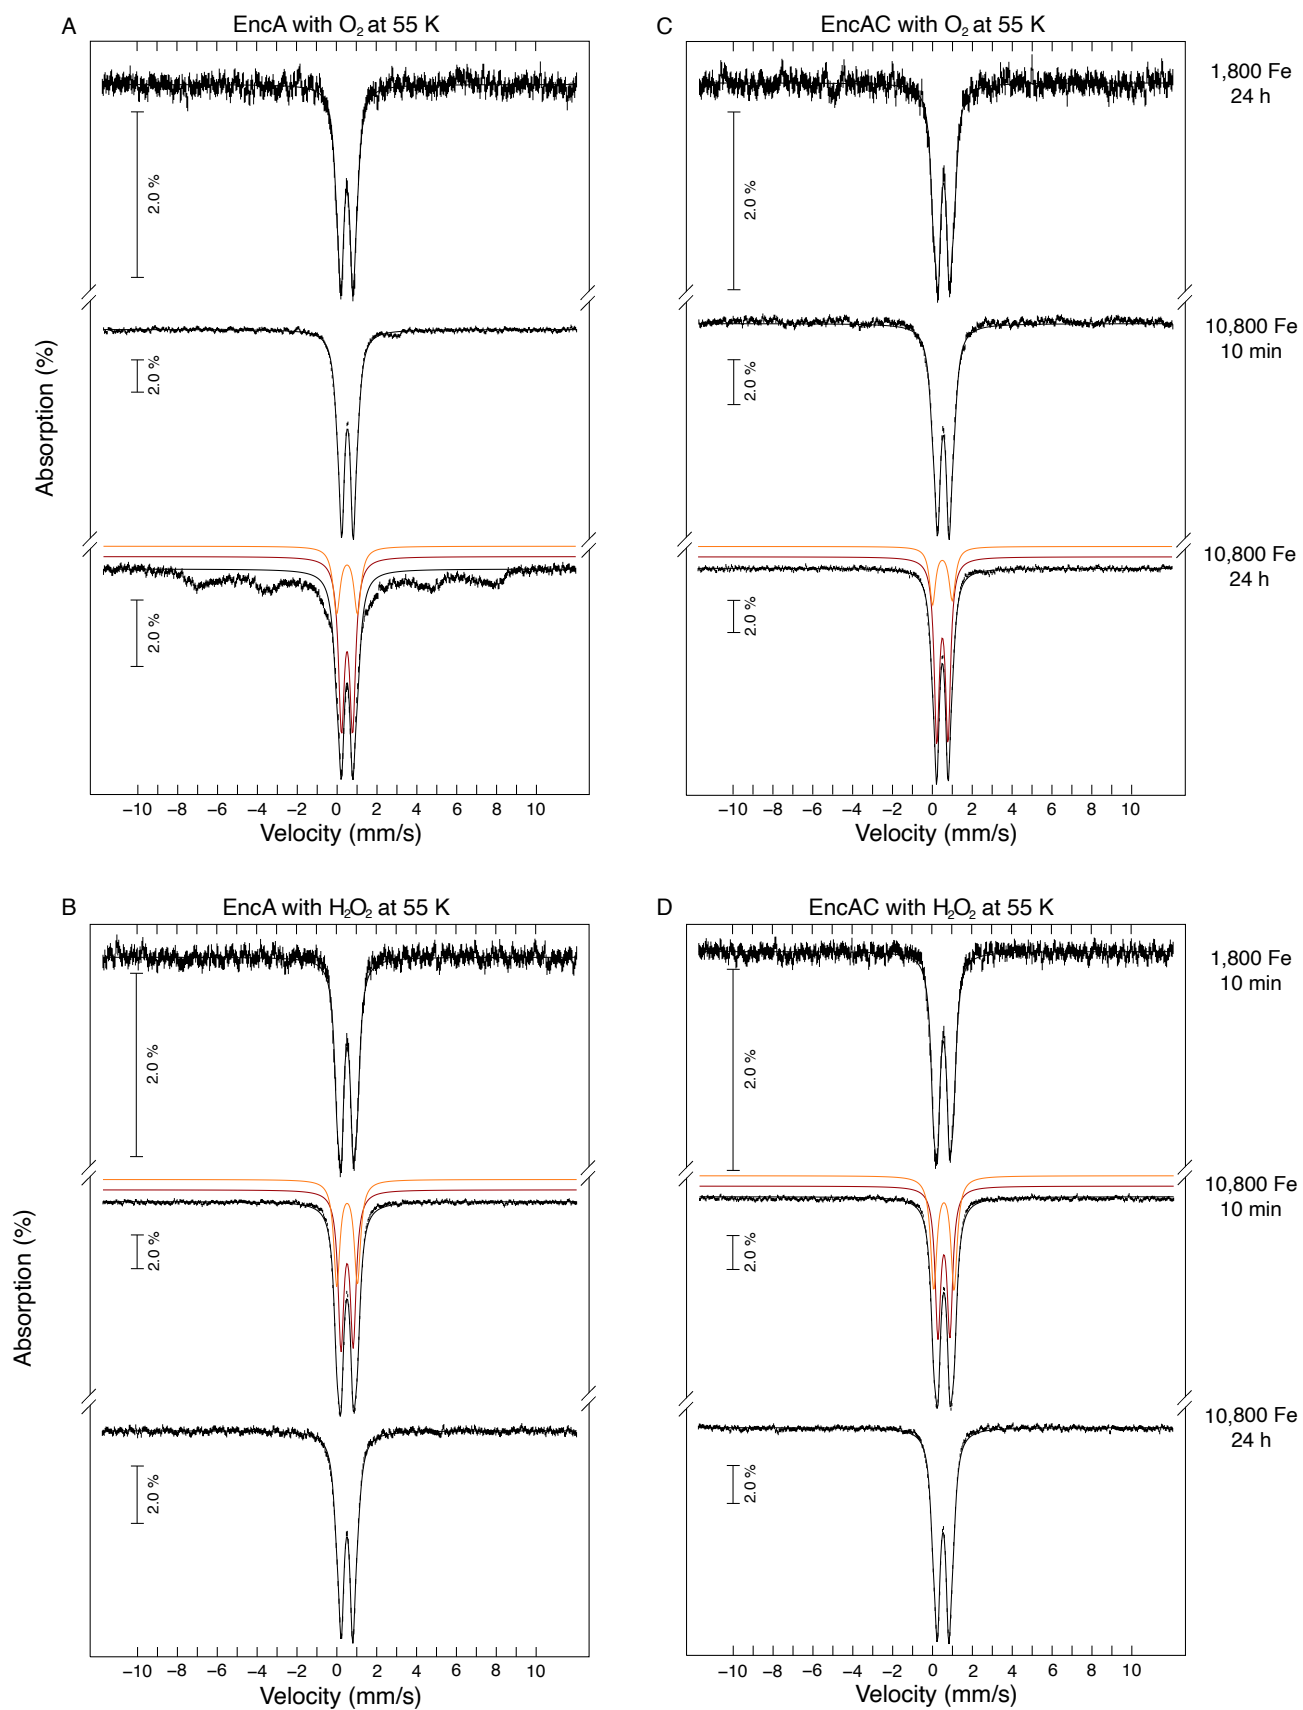 A
EncA with O₂ at 55 K
C
EncAC with O₂ at 55 K
1,800 Fe
24 h
2.0 %
2.0 %
10,800 Fe
10 min
2.0 %
2.0 %
Absorption (%)
10,800 Fe
24 h
2.0 %
2.0 %
−10 −8 −6 −4 −2 0 2 4 6 8 10
−10 −8 −6 −4 −2 0 2 4 6 8 10
Velocity (mm/s)
Velocity (mm/s)
B
EncA with H₂O₂ at 55 K
D
EncAC with H₂O₂ at 55 K
1,800 Fe
10 min
2.0 %
2.0 %
10,800 Fe
10 min
2.0 %
2.0 %
Absorption (%)
10,800 Fe
24 h
2.0 %
2.0 %
−10 −8 −6 −4 −2 0 2 4 6 8 10
−10 −8 −6 −4 −2 0 2 4 6 8 10
Velocity (mm/s)
Velocity (mm/s)